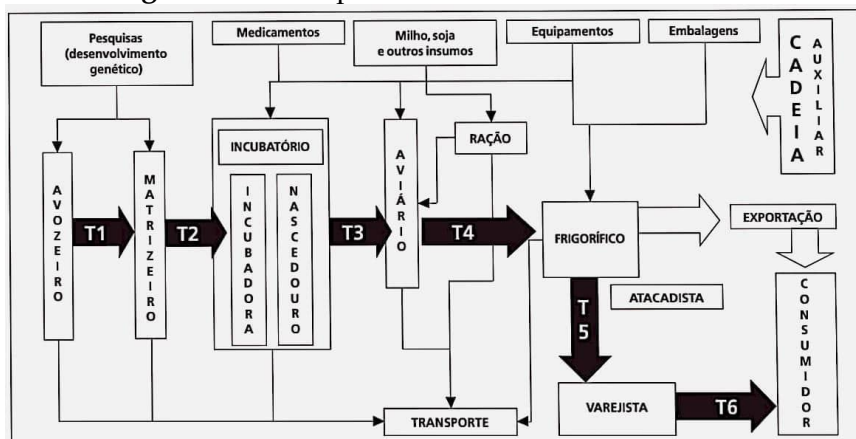 Pesquisas
(desenvolvimento
genético)
Medicamentos
Milho, soja
e outros insumos
Equipamentos
Embalagens
CADEIA
AUXILIAR
AVOZEIRO
T1
MATRIZEIRO
T2
INCUBATÓRIO
INCUBADORA
NASCEDOURO
T3
AVIÁRIO
RAÇÃO
T4
FRIGORÍFICO
EXPORTAÇÃO
ATACADISTA
T5
CONSUMIDOR
VAREJISTA
T6
TRANSPORTE